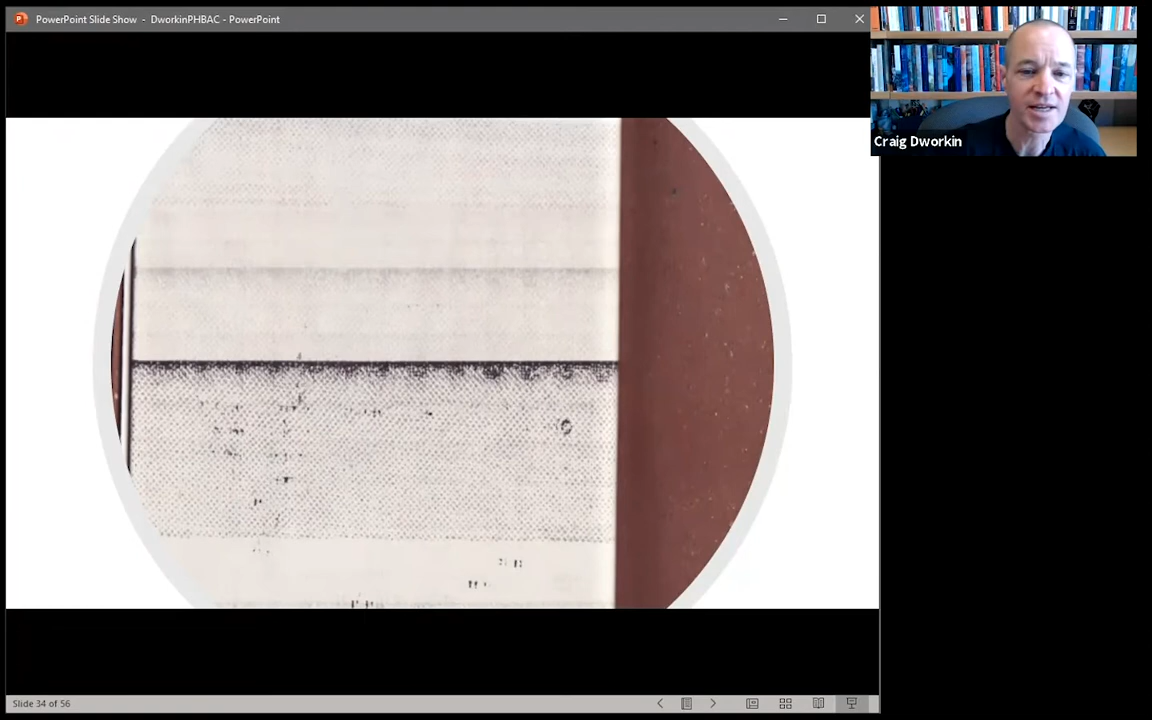 PowerPoint Slide Show - DworkinPHBAC - PowerPoint
Craig Dworkin
Slide 34 of 56